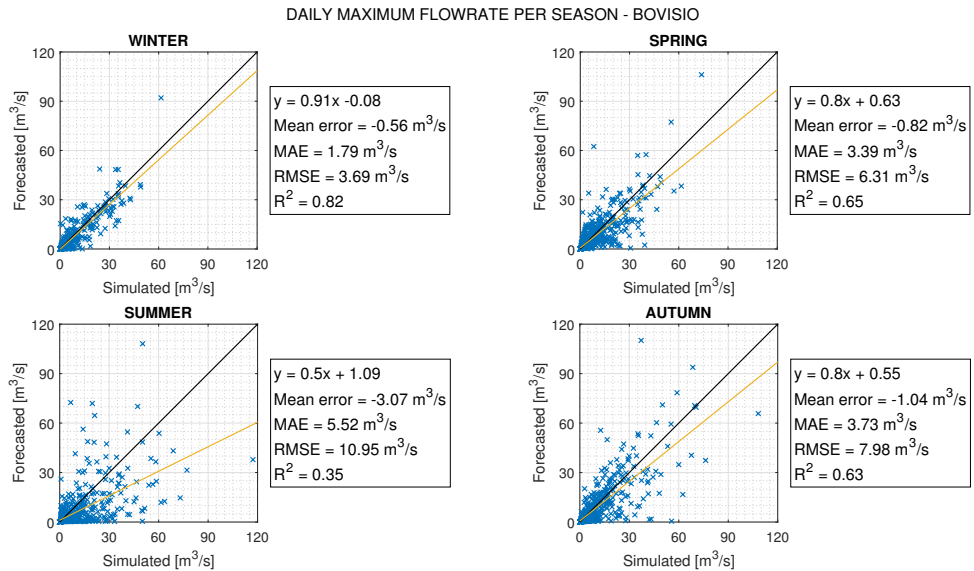 DAILY MAXIMUM FLOWRATE PER SEASON - BOVISIO
WINTER
120
90
60
30
0
Forecasted [m³/s]
0 30 60 90 120
Simulated [m³/s]
y = 0.91x -0.08
Mean error = -0.56 m³/s
MAE = 1.79 m³/s
RMSE = 3.69 m³/s
R² = 0.82
SPRING
120
90
60
30
0
Forecasted [m³/s]
0 30 60 90 120
Simulated [m³/s]
y = 0.8x + 0.63
Mean error = -0.82 m³/s
MAE = 3.39 m³/s
RMSE = 6.31 m³/s
R² = 0.65
SUMMER
120
90
60
30
0
Forecasted [m³/s]
0 30 60 90 120
Simulated [m³/s]
y = 0.5x + 1.09
Mean error = -3.07 m³/s
MAE = 5.52 m³/s
RMSE = 10.95 m³/s
R² = 0.35
AUTUMN
120
90
60
30
0
Forecasted [m³/s]
0 30 60 90 120
Simulated [m³/s]
y = 0.8x + 0.55
Mean error = -1.04 m³/s
MAE = 3.73 m³/s
RMSE = 7.98 m³/s
R² = 0.63